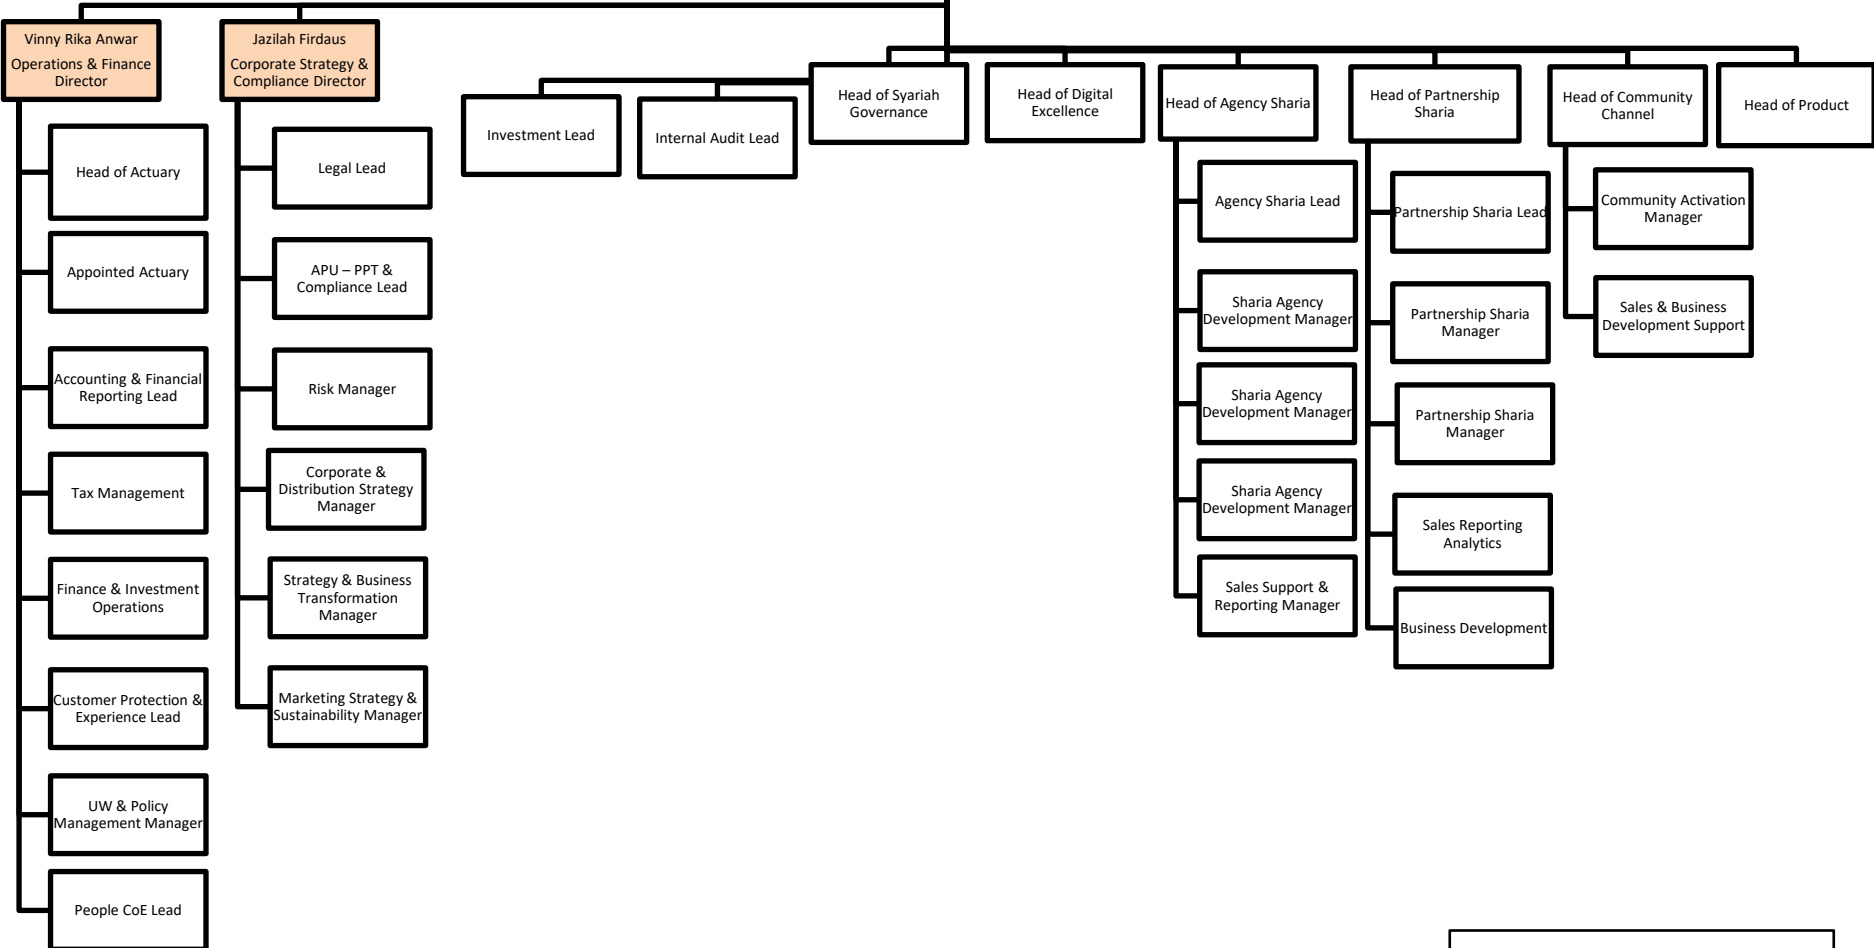 Vinny Rika Anwar
Operations & Finance
Director
Jazilah Firdaus
Corporate Strategy &
Compliance Director
Investment Lead
Internal Audit Lead
Head of Syariah
Governance
Head of Digital
Excellence
Head of Agency Sharia
Head of Partnership
Sharia
Head of Community
Channel
Head of Product
Head of Actuary
Appointed Actuary
Accounting & Financial
Reporting Lead
Tax Management
Finance & Investment
Operations
Customer Protection &
Experience Lead
UW & Policy
Management Manager
People CoE Lead
Legal Lead
APU – PPT &
Compliance Lead
Risk Manager
Corporate &
Distribution Strategy
Manager
Strategy & Business
Transformation
Manager
Marketing Strategy &
Sustainability Manager
Agency Sharia Lead
Sharia Agency
Development Manager
Sharia Agency
Development Manager
Sharia Agency
Development Manager
Sales Support &
Reporting Manager
Partnership Sharia Lead
Partnership Sharia
Manager
Partnership Sharia
Manager
Sales Reporting
Analytics
Business Development
Community Activation
Manager
Sales & Business
Development Support